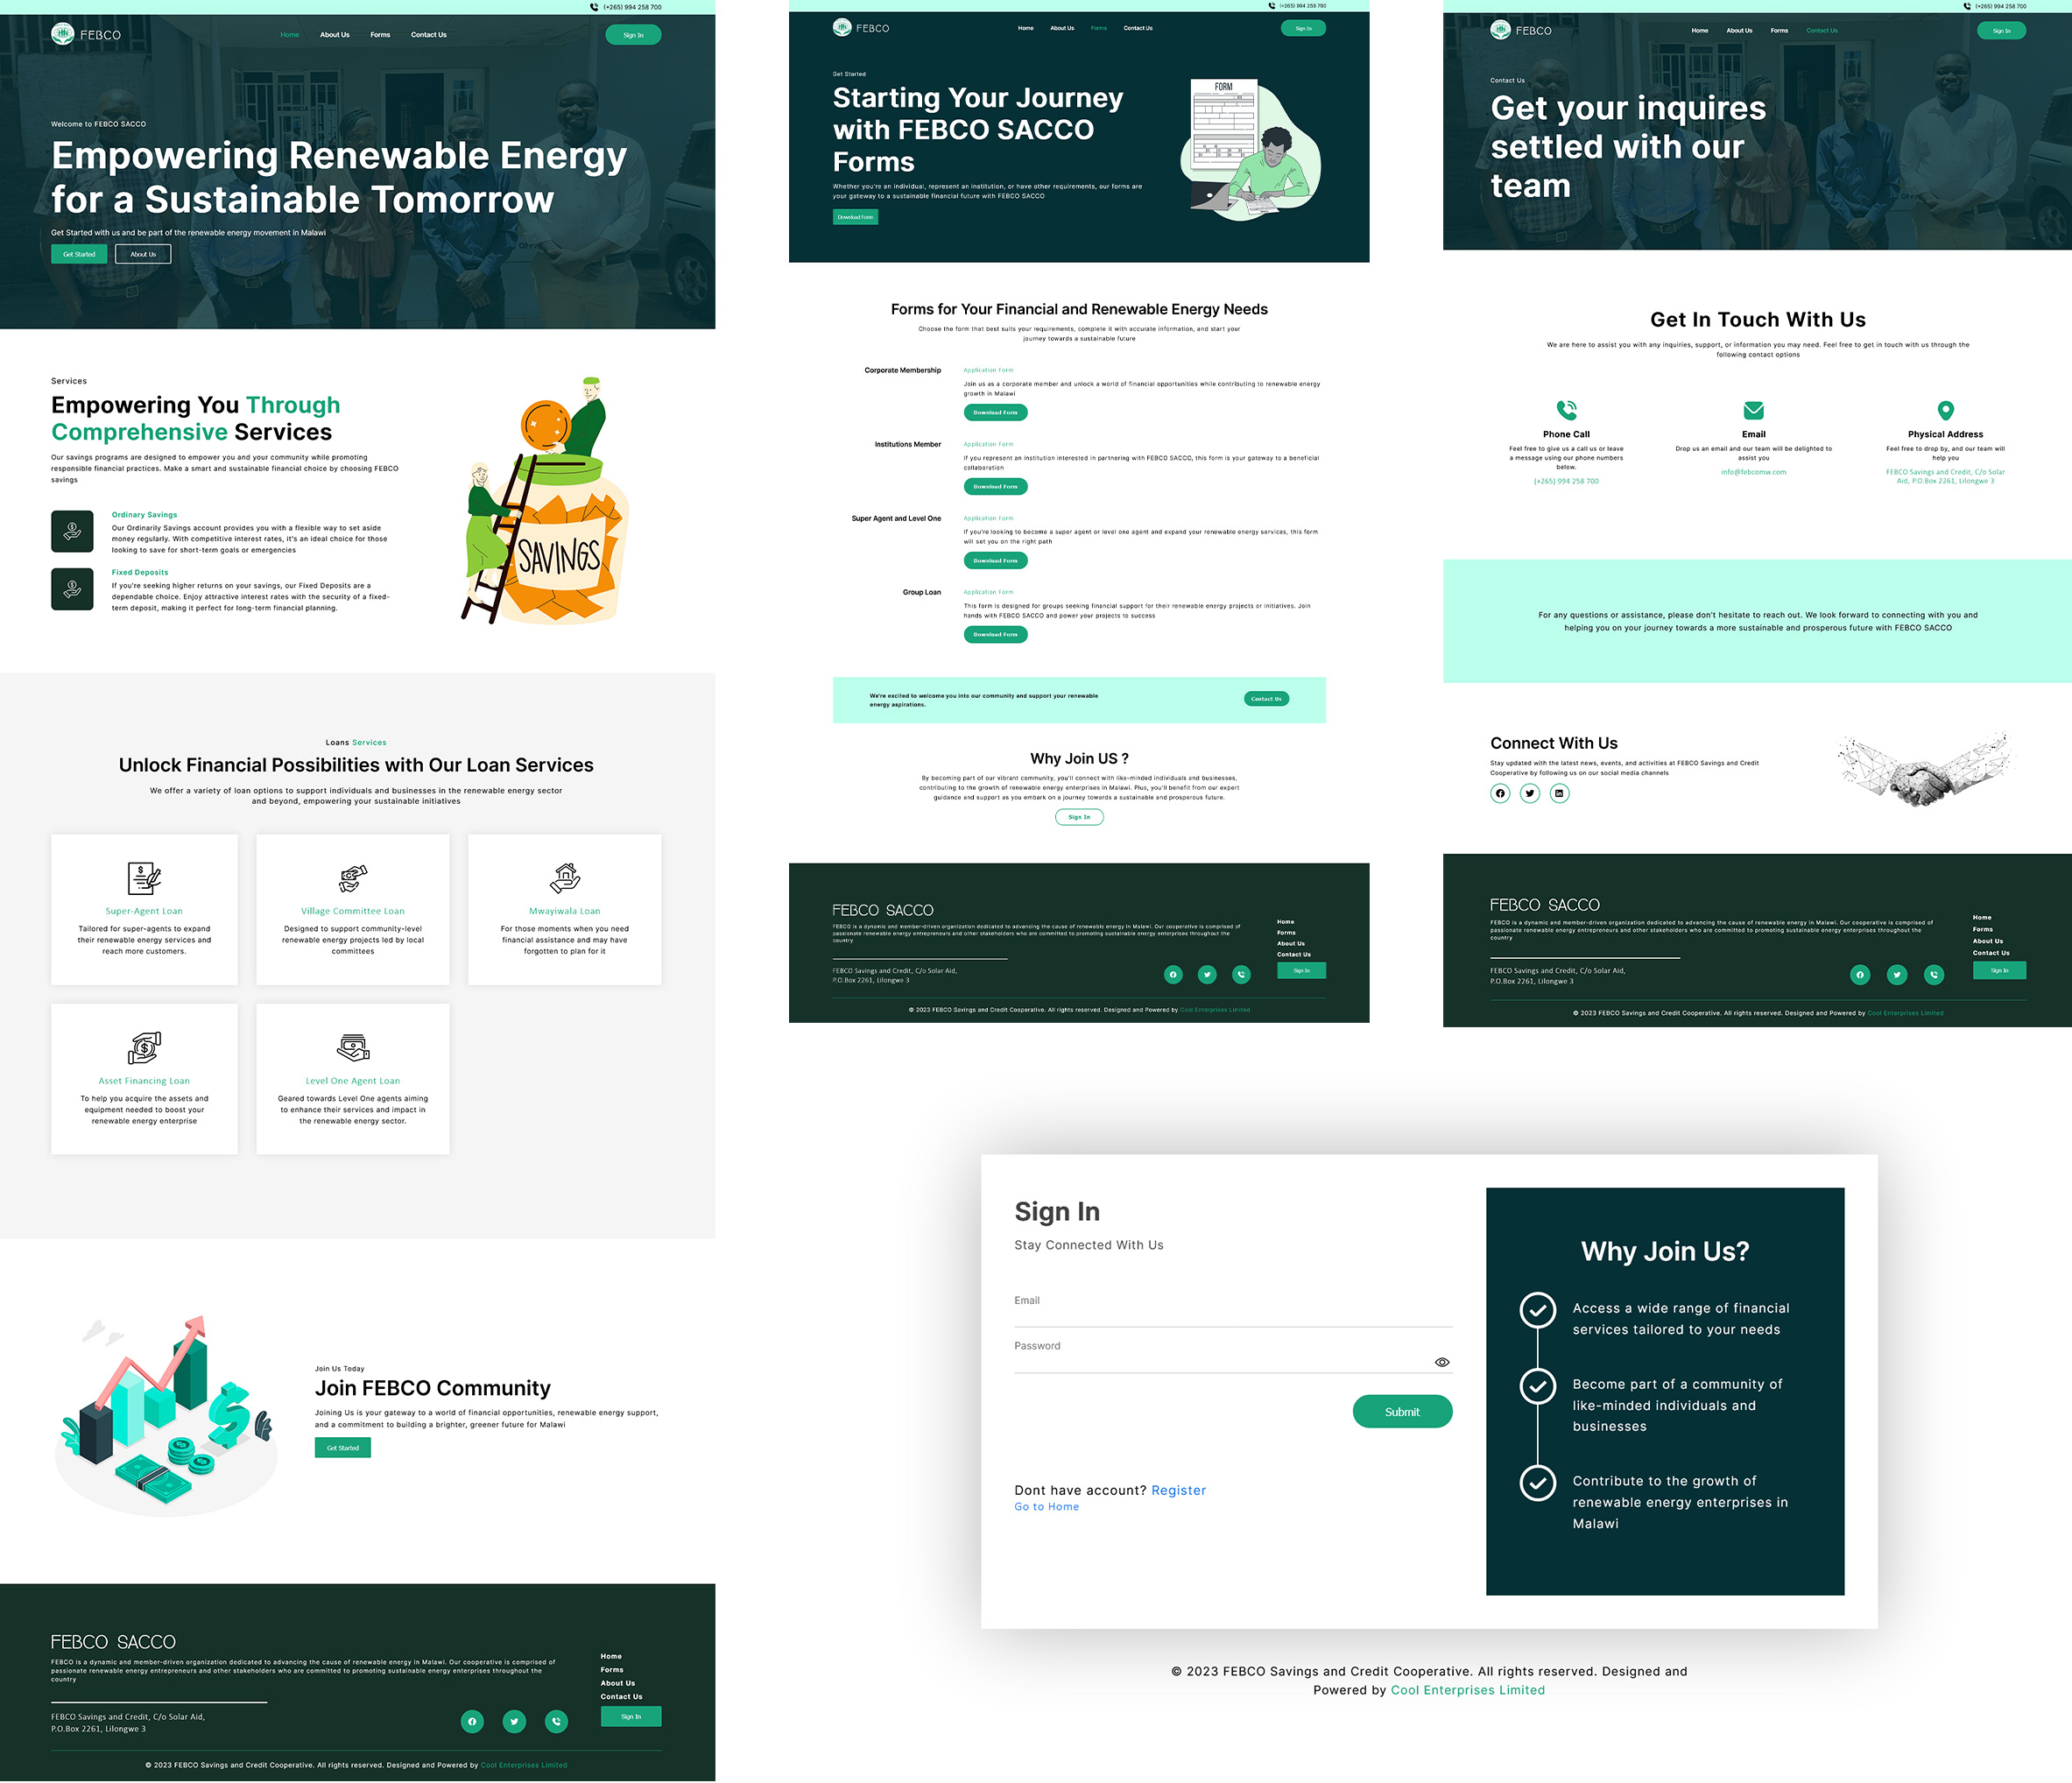 (+265) 994 258 700
FEBCO
Home
About Us
Forms
Contact Us
Sign In
Welcome to FEBCO SACCO
Empowering Renewable Energy
for a Sustainable Tomorrow
Get Started with us and be part of the renewable energy movement in Malawi
Get Started
About Us
Services
Empowering You Through
Comprehensive Services
Our savings programs are designed to empower you and your community while promoting
responsible financial practices. Make a smart and sustainable financial choice by choosing FEBCO
savings
Ordinary Savings
Our Ordinarily Savings account provides you with a flexible way to set aside
money regularly. With competitive interest rates, it's an ideal choice for those
looking to save for short-term goals or emergencies
Fixed Deposits
If you're seeking higher returns on your savings, our Fixed Deposits are a
dependable choice. Enjoy attractive interest rates with the security of a fixed-
term deposit, making it perfect for long-term financial planning.
SAVINGS
Loans Services
Unlock Financial Possibilities with Our Loan Services
We offer a variety of loan options to support individuals and businesses in the renewable energy sector
and beyond, empowering your sustainable initiatives
Super-Agent Loan
Tailored for super-agents to expand
their renewable energy services and
reach more customers.
Village Committee Loan
Designed to support community-level
renewable energy projects led by local
committees
Mwayiwala Loan
For those moments when you need
financial assistance and may have
forgotten to plan for it
Asset Financing Loan
To help you acquire the assets and
equipment needed to boost your
renewable energy enterprise
Level One Agent Loan
Geared towards Level One agents aiming
to enhance their services and impact in
the renewable energy sector.
Join Us Today
Join FEBCO Community
Joining Us is your gateway to a world of financial opportunities, renewable energy support,
and a commitment to building a brighter, greener future for Malawi
Get Started
FEBCO SACCO
FEBCO is a dynamic and member-driven organization dedicated to advancing the cause of renewable energy in Malawi. Our cooperative is comprised of
passionate renewable energy entrepreneurs and other stakeholders who are committed to promoting sustainable energy enterprises throughout the
country
FEBCO Savings and Credit, C/o Solar Aid,
P.O.Box 2261, Lilongwe 3
Home
Forms
About Us
Contact Us
Sign In
© 2023 FEBCO Savings and Credit Cooperative. All rights reserved. Designed and Powered by Cool Enterprises Limited
(+265) 994 258 700
FEBCO
Home
About Us
Forms
Contact Us
Sign In
Get Started
Starting Your Journey
with FEBCO SACCO
Forms
Whether you're an individual, represent an institution, or have other requirements, our forms are
your gateway to a sustainable financial future with FEBCO SACCO
Download Form
FORM
Forms for Your Financial and Renewable Energy Needs
Choose the form that best suits your requirements, complete it with accurate information, and start your
journey towards a sustainable future
Corporate Membership
Application Form
Join us as a corporate member and unlock a world of financial opportunities while contributing to renewable energy
growth in Malawi
Download Form
Institutions Member
Application Form
If you represent an institution interested in partnering with FEBCO SACCO, this form is your gateway to a beneficial
collaboration
Download Form
Super Agent and Level One
Application Form
If you're looking to become a super agent or level one agent and expand your renewable energy services, this form
will set you on the right path
Download Form
Group Loan
Application Form
This form is designed for groups seeking financial support for their renewable energy projects or initiatives. Join
hands with FEBCO SACCO and power your projects to success
Download Form
We're excited to welcome you into our community and support your renewable
energy aspirations.
Contact Us
Why Join US ?
By becoming part of our vibrant community, you'll connect with like-minded individuals and businesses,
contributing to the growth of renewable energy enterprises in Malawi. Plus, you'll benefit from our expert
guidance and support as you embark on a journey towards a sustainable and prosperous future.
Sign In
FEBCO SACCO
FEBCO is a dynamic and member-driven organization dedicated to advancing the cause of renewable energy in Malawi. Our cooperative is comprised of
passionate renewable energy entrepreneurs and other stakeholders who are committed to promoting sustainable energy enterprises throughout the
country
FEBCO Savings and Credit, C/o Solar Aid,
P.O.Box 2261, Lilongwe 3
Home
Forms
About Us
Contact Us
Sign In
© 2023 FEBCO Savings and Credit Cooperative. All rights reserved. Designed and Powered by Cool Enterprises Limited
(+265) 994 258 700
FEBCO
Home
About Us
Forms
Contact Us
Sign In
Contact Us
Get your inquires
settled with our
team
Get In Touch With Us
We are here to assist you with any inquiries, support, or information you may need. Feel free to get in touch with us through the
following contact options
Phone Call
Feel free to give us a call us or leave
a message using our phone numbers
below.
(+265) 994 258 700
Email
Drop us an email and our team will be delighted to
assist you
info@febcomw.com
Physical Address
Feel free to drop by, and our team will
help you
FEBCO Savings and Credit, C/o Solar
Aid, P.O.Box 2261, Lilongwe 3
For any questions or assistance, please don't hesitate to reach out. We look forward to connecting with you and
helping you on your journey towards a more sustainable and prosperous future with FEBCO SACCO
Connect With Us
Stay updated with the latest news, events, and activities at FEBCO Savings and Credit
Cooperative by following us on our social media channels
FEBCO SACCO
FEBCO is a dynamic and member-driven organization dedicated to advancing the cause of renewable energy in Malawi. Our cooperative is comprised of
passionate renewable energy entrepreneurs and other stakeholders who are committed to promoting sustainable energy enterprises throughout the
country
FEBCO Savings and Credit, C/o Solar Aid,
P.O.Box 2261, Lilongwe 3
Home
Forms
About Us
Contact Us
Sign In
© 2023 FEBCO Savings and Credit Cooperative. All rights reserved. Designed and Powered by Cool Enterprises Limited
Sign In
Stay Connected With Us
Email
Password
Submit
Dont have account? Register
Go to Home
Why Join Us?
Access a wide range of financial
services tailored to your needs
Become part of a community of
like-minded individuals and
businesses
Contribute to the growth of
renewable energy enterprises in
Malawi
© 2023 FEBCO Savings and Credit Cooperative. All rights reserved. Designed and
Powered by Cool Enterprises Limited